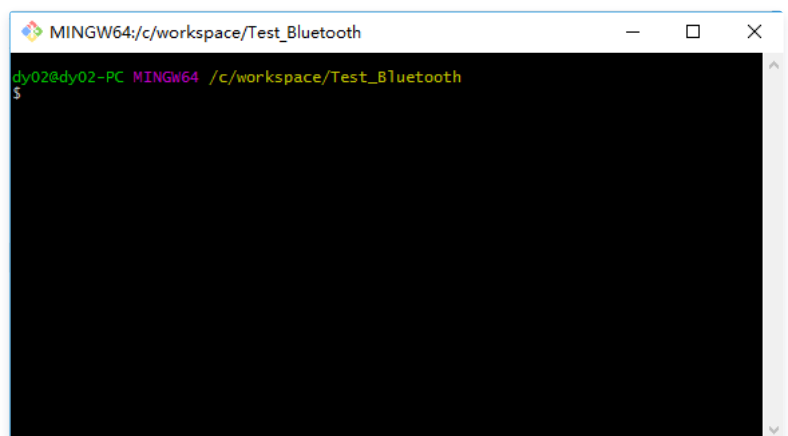 MINGW64:/c/workspace/Test_Bluetooth
dy02@dy02-PC MINGW64 /c/workspace/Test_Bluetooth
$